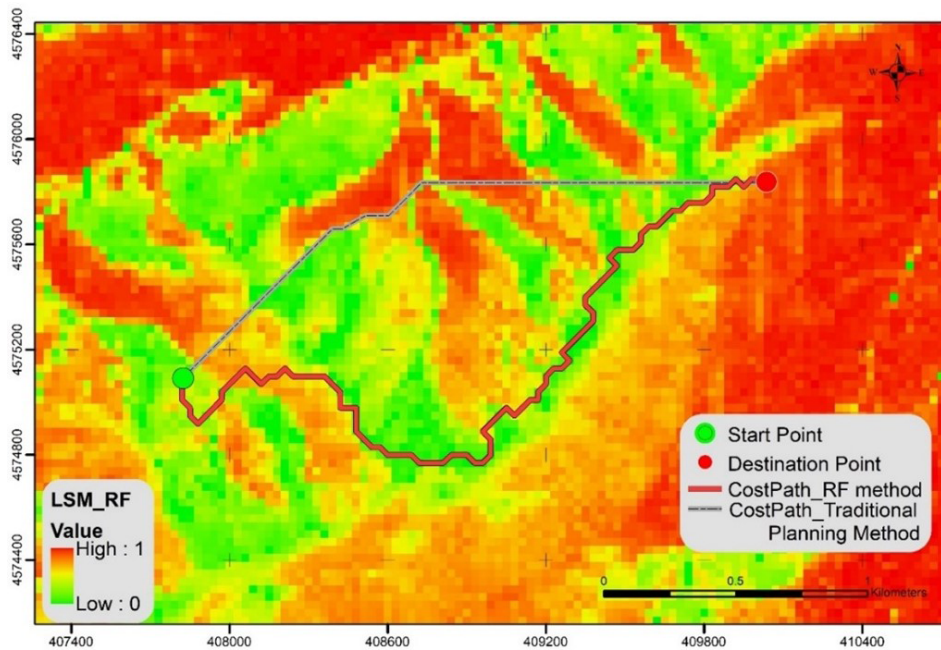 4576400
4576000
4575600
4575200
4574800
4574400
N
W
E
S
Start Point
Destination Point
CostPath_RF method
CostPath_Traditional
Planning Method
LSM_RF
Value
High : 1
Low : 0
0 0.5 1
Kilometers
407400 408000 408600 409200 409800 410400